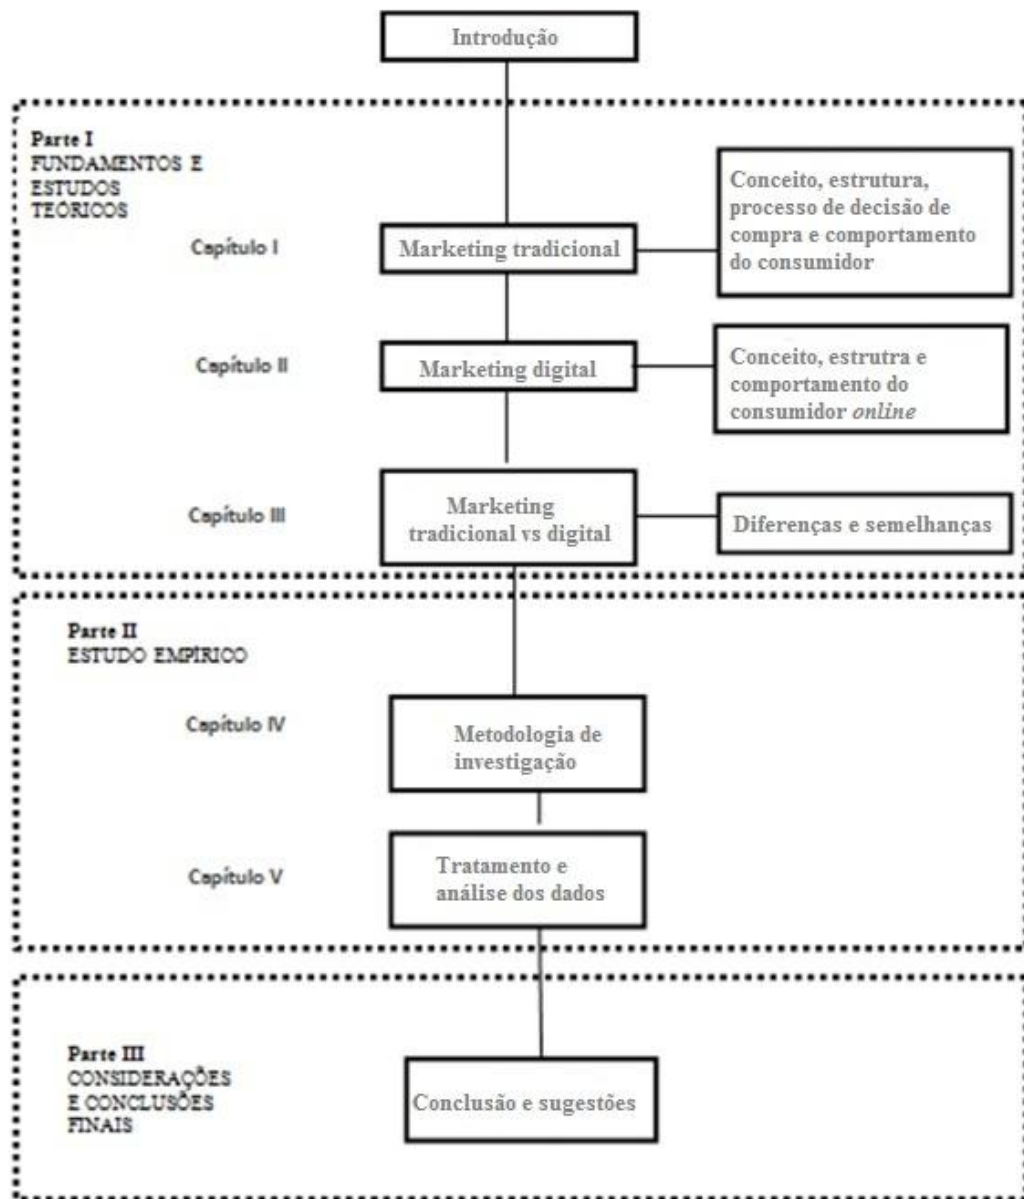 Introdução
Parte I
FUNDAMENTOS E
ESTUDOS
TEÓRICOS
Capítulo I
Marketing tradicional
Conceito, estrutura,
processo de decisão de
compra e comportamento
do consumidor
Capítulo II
Marketing digital
Conceito, estrutra e
comportamento do
consumidor online
Capítulo III
Marketing
tradicional vs digital
Diferenças e semelhanças
Parte II
ESTUDO EMPÍRICO
Capítulo IV
Metodologia de
investigação
Capítulo V
Tratamento e
análise dos dados
Parte III
CONSIDERAÇÕES
E CONCLUSÕES
FINAIS
Conclusão e sugestões